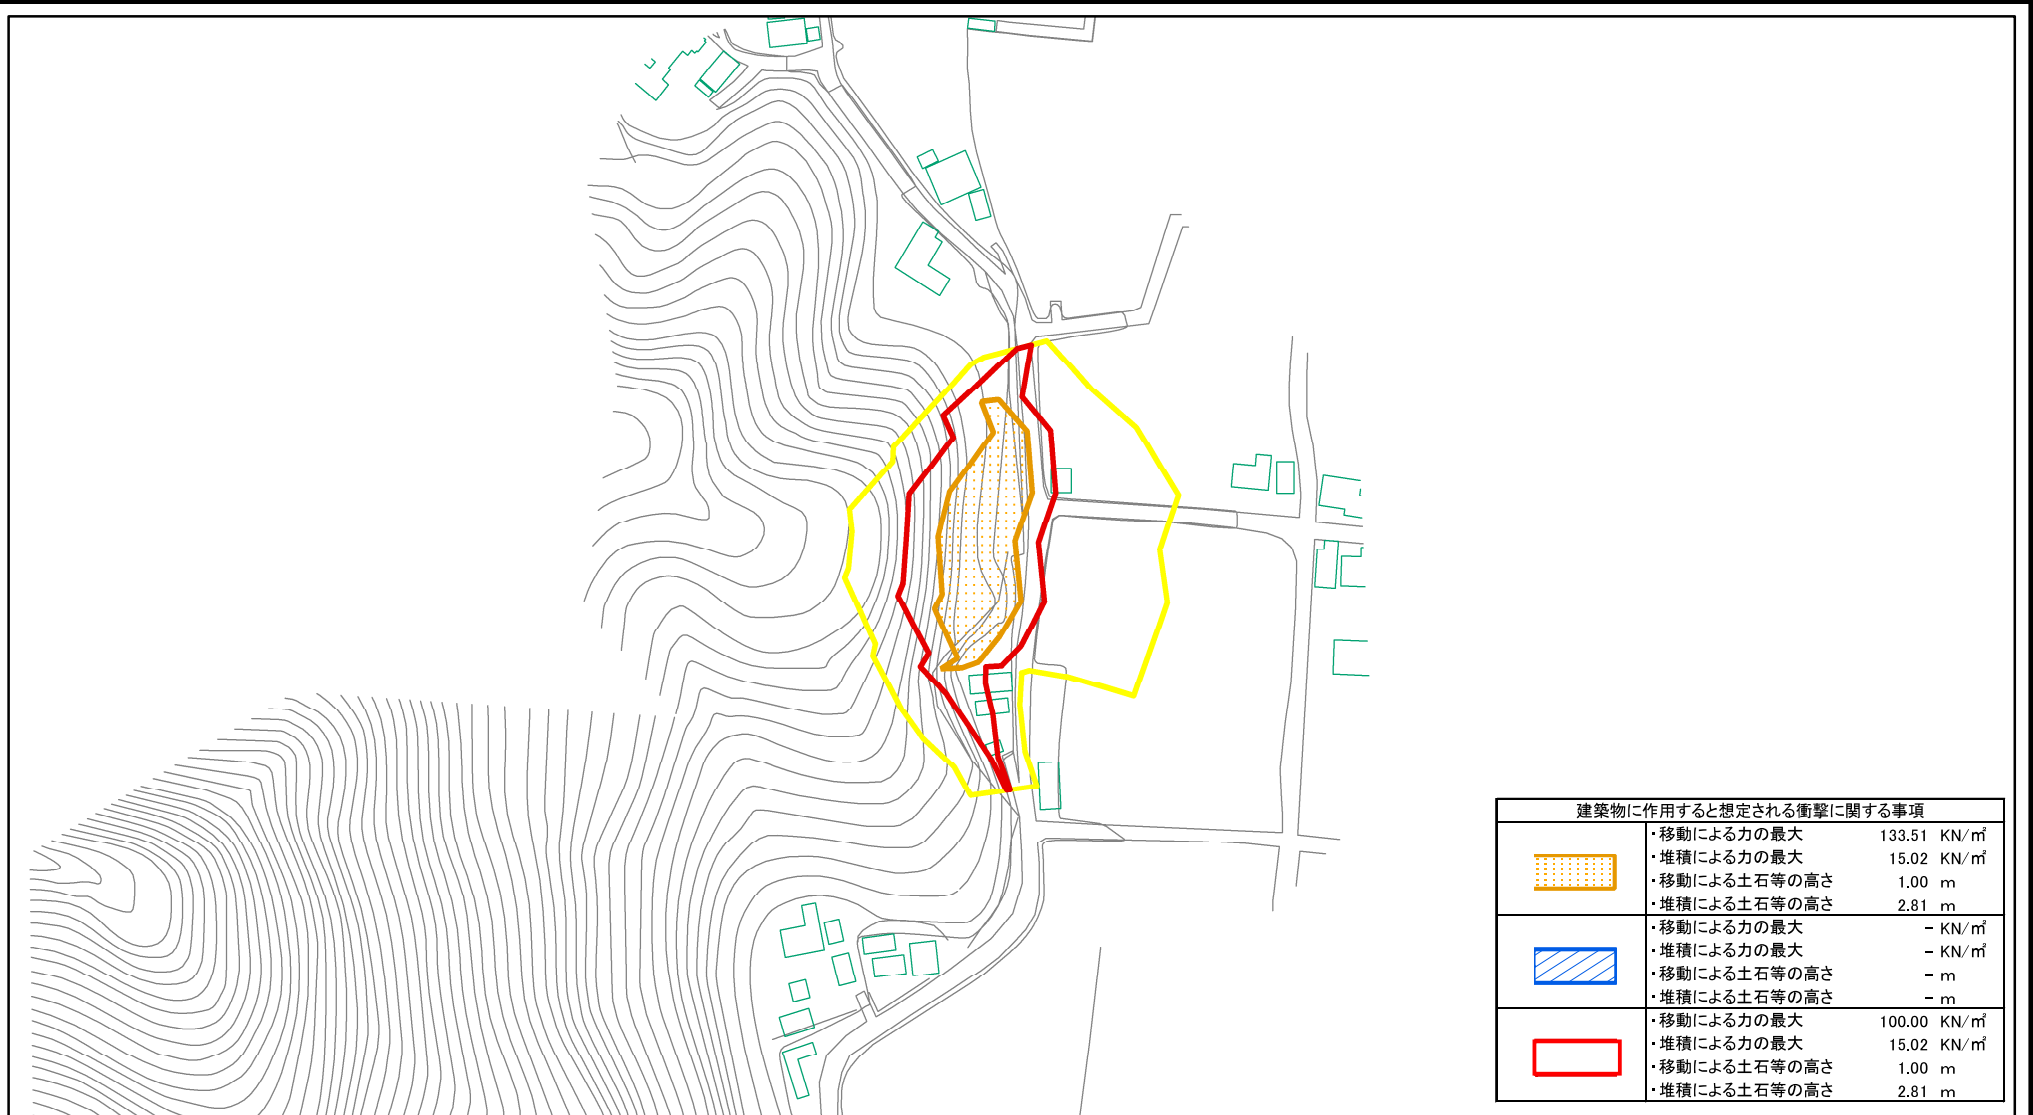 建築物に作用すると想定される衝撃に関する事項
・移動による力の最大 133.51 KN/㎡
・堆積による力の最大 15.02 KN/㎡
・移動による土石等の高さ 1.00 m
・堆積による土石等の高さ 2.81 m
・移動による力の最大 - KN/㎡
・堆積による力の最大 - KN/㎡
・移動による土石等の高さ - m
・堆積による土石等の高さ - m
・移動による力の最大 100.00 KN/㎡
・堆積による力の最大 15.02 KN/㎡
・移動による土石等の高さ 1.00 m
・堆積による土石等の高さ 2.81 m